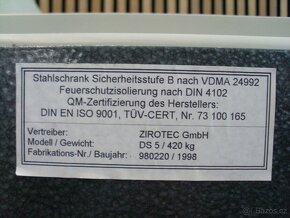 Stahlschrank Sicherheitsstufe B nach VDMA 24992
Feuerschutzisolierung nach DIN 4102
QM-Zertifizierung des Herstellers:
DIN EN ISO 9001, TÜV-CERT, Nr. 73 100 165
Vertreiber: ZIROTEC GmbH
Modell / Gewicht: DS 5 / 420 kg
Fabrikations-Nr./ Baujahr: 980220 / 1998